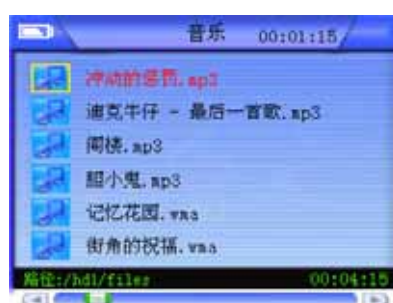 音乐 00:01:15
冲动的惩罚.mp3
迪克牛仔 - 最后一首歌.mp3
阁楼.mp3
胆小鬼.mp3
记忆花园.wma
街角的祝福.wma
路径:/hd1/files 00:04:15